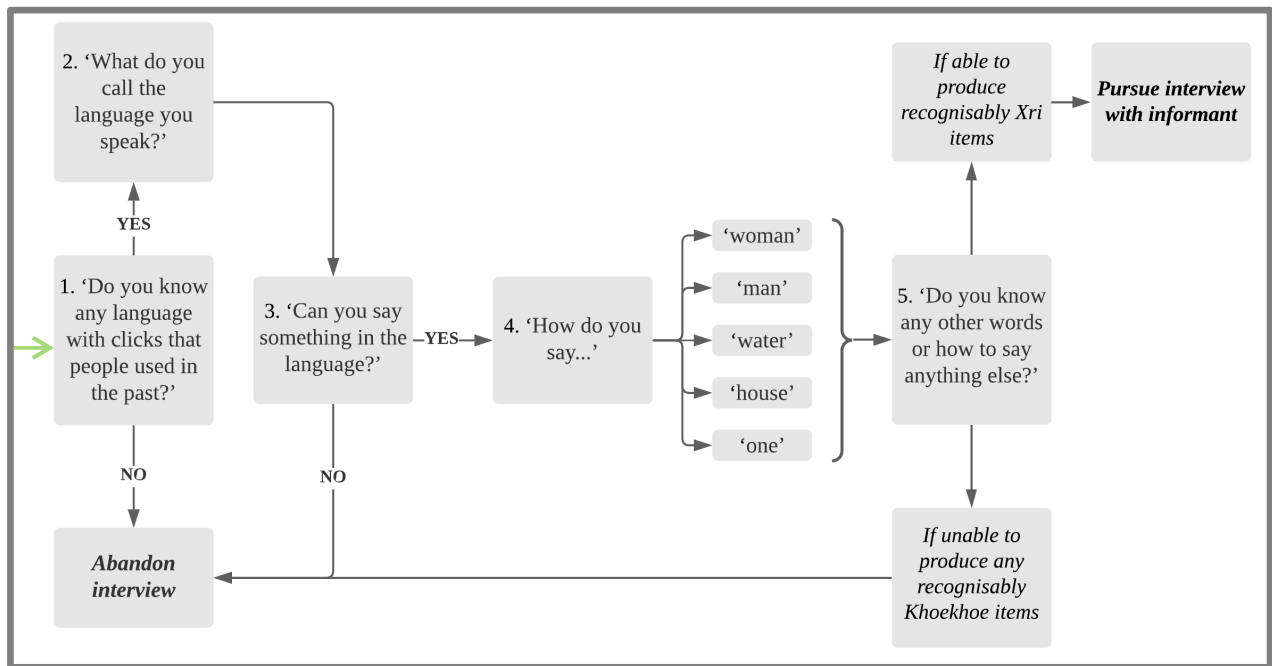 2. ‘What do you
call the
language you
speak?’
YES
1. ‘Do you know
any language
with clicks that
people used in
the past?’
NO
Abandon
interview
3. ‘Can you say
something in the
language?’
YES
NO
4. ‘How do you
say...’
‘woman’
‘man’
‘water’
‘house’
‘one’
5. ‘Do you know
any other words
or how to say
anything else?’
If able to
produce
recognisably Xri
items
Pursue interview
with informant
If unable to
produce any
recognisably
Khoekhoe items